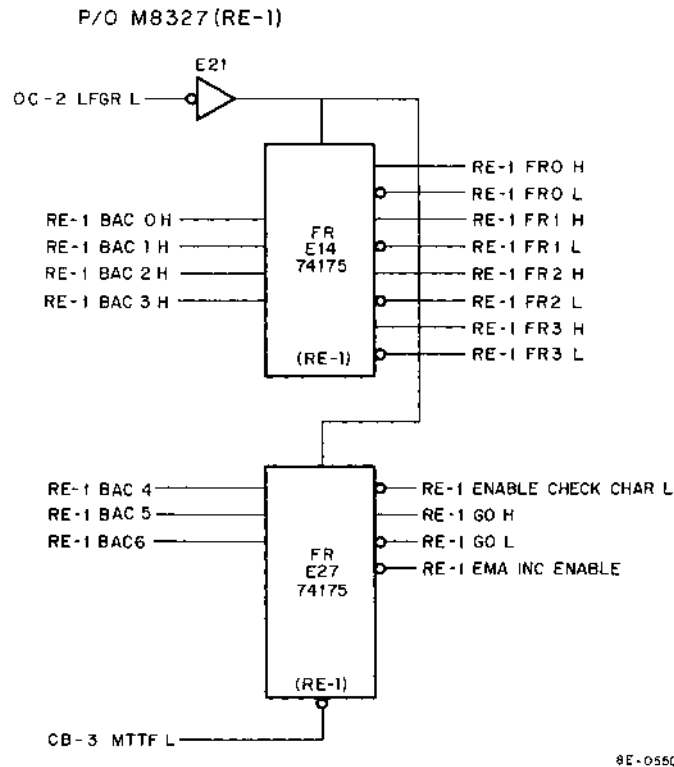 P/O M8327 (RE-1)
E21
OC-2 LFGR L
RE-1 FR0 H
RE-1 FR0 L
RE-1 BAC 0 H
RE-1 FR1 H
RE-1 BAC 1 H
FR
E14
74175
RE-1 FR1 L
RE-1 BAC 2 H
RE-1 FR2 H
RE-1 BAC 3 H
RE-1 FR2 L
RE-1 FR3 H
(RE-1)
RE-1 FR3 L
RE-1 BAC 4
RE-1 ENABLE CHECK CHAR L
RE-1 BAC 5
RE-1 GO H
RE-1 BAC6
RE-1 GO L
FR
E27
74175
RE-1 EMA INC ENABLE
(RE-1)
CB-3 MTTF L
8E-0550